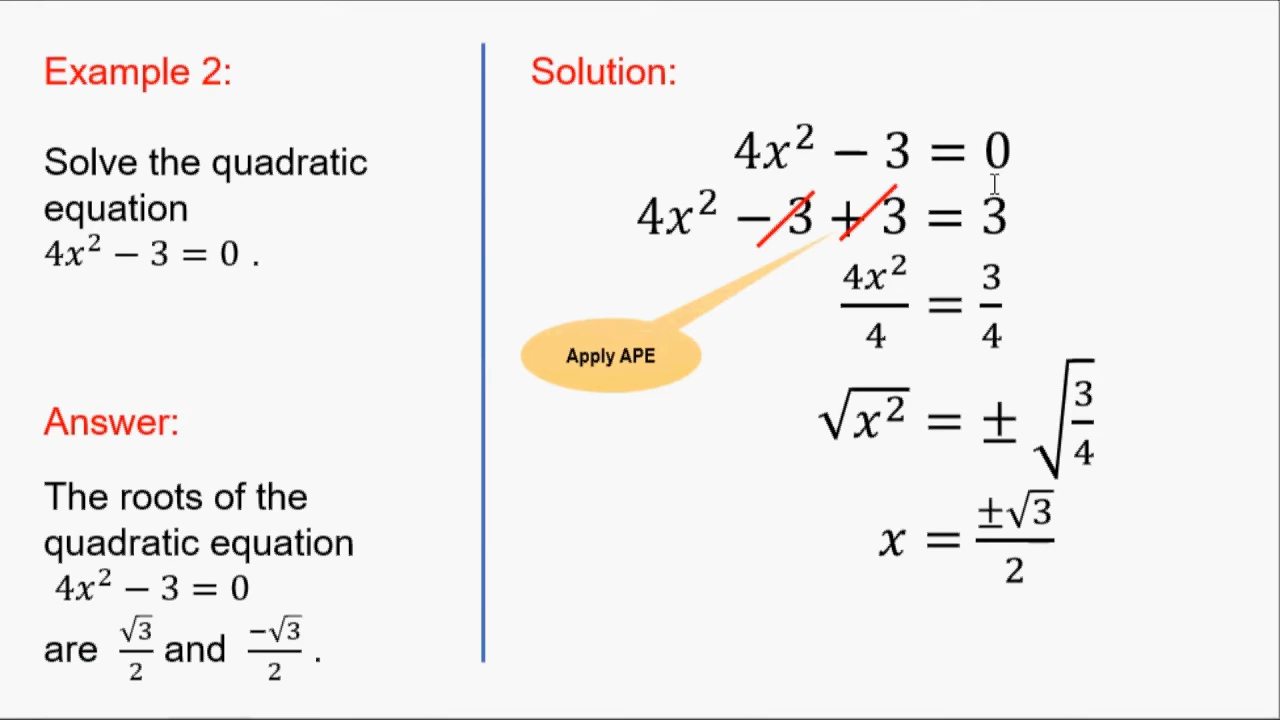 Example 2:
Solve the quadratic
equation
4x² − 3 = 0 .
Answer:
The roots of the
quadratic equation
4x² − 3 = 0
are √3/2 and −√3/2 .
Solution:
4x² − 3 = 0
4x² − 3 + 3 = 3
4x²/4 = 3/4
Apply APE
√x² = ± √(3/4)
x = ±√3/2